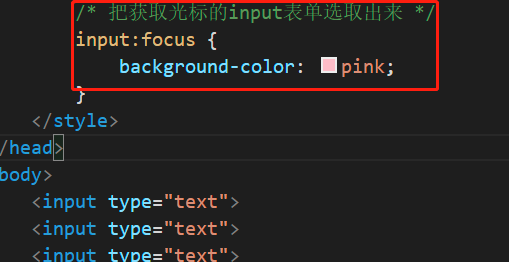 /* 把获取光标的input表单选取出来 */
input:focus {
background-color: pink;
}
</style>
/head>
body>
<input type="text">
<input type="text">
<input type="text">